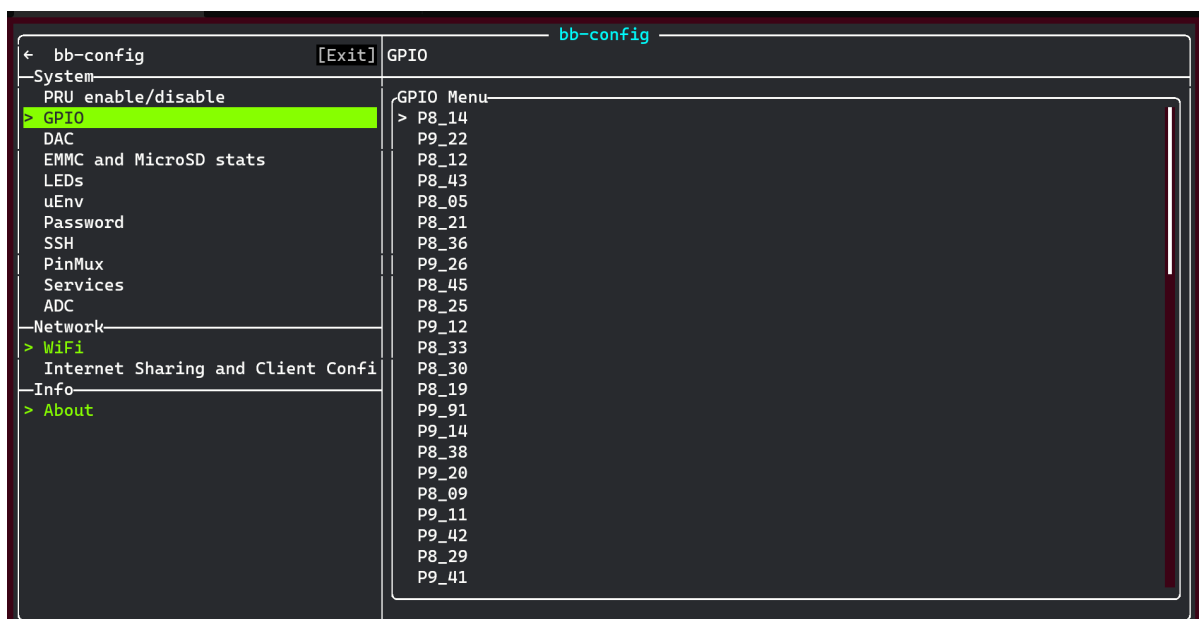 bb-config
← bb-config [Exit]
System
PRU enable/disable
> GPIO
DAC
EMMC and MicroSD stats
LEDs
uEnv
Password
SSH
PinMux
Services
ADC
Network
> WiFi
Internet Sharing and Client Confi
Info
> About
GPIO
GPIO Menu
> P8_14
P9_22
P8_12
P8_43
P8_05
P8_21
P8_36
P9_26
P8_45
P8_25
P9_12
P8_33
P8_30
P8_19
P9_91
P9_14
P8_38
P9_20
P8_09
P9_11
P9_42
P8_29
P9_41